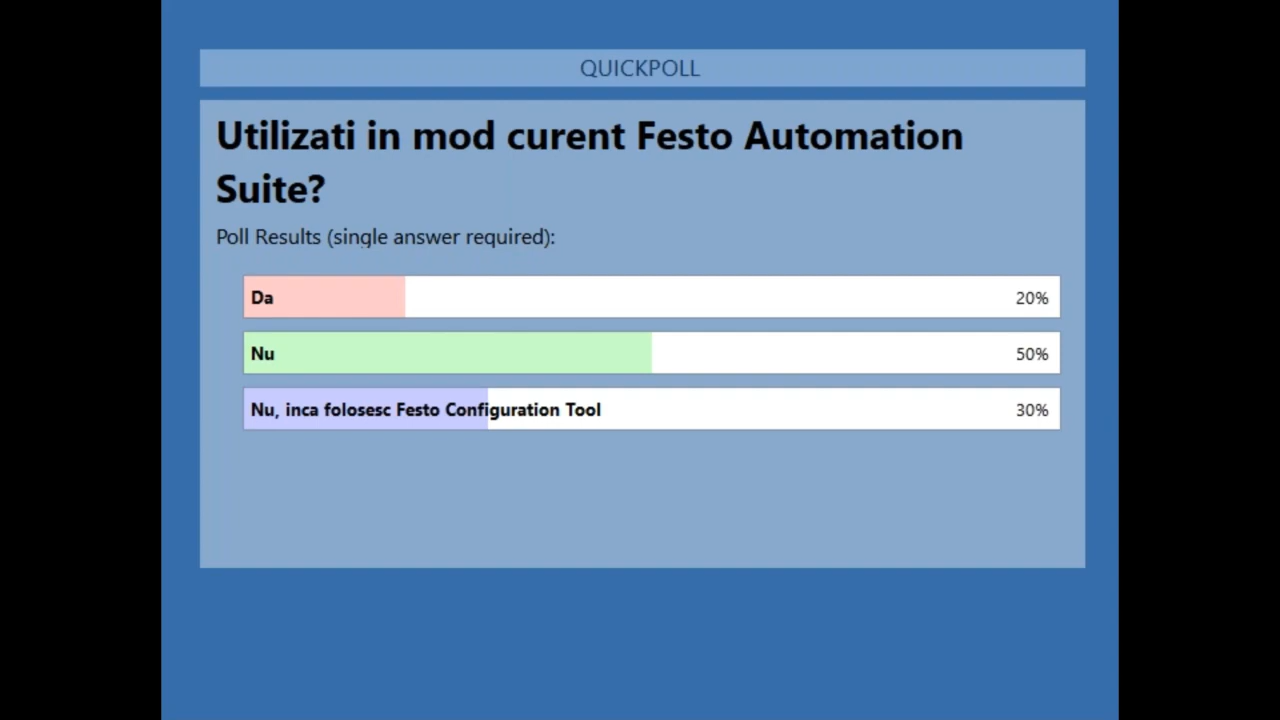 QUICKPOLL
Utilizati in mod curent Festo Automation
Suite?
Poll Results (single answer required):
Da 20%
Nu 50%
Nu, inca folosesc Festo Configuration Tool 30%